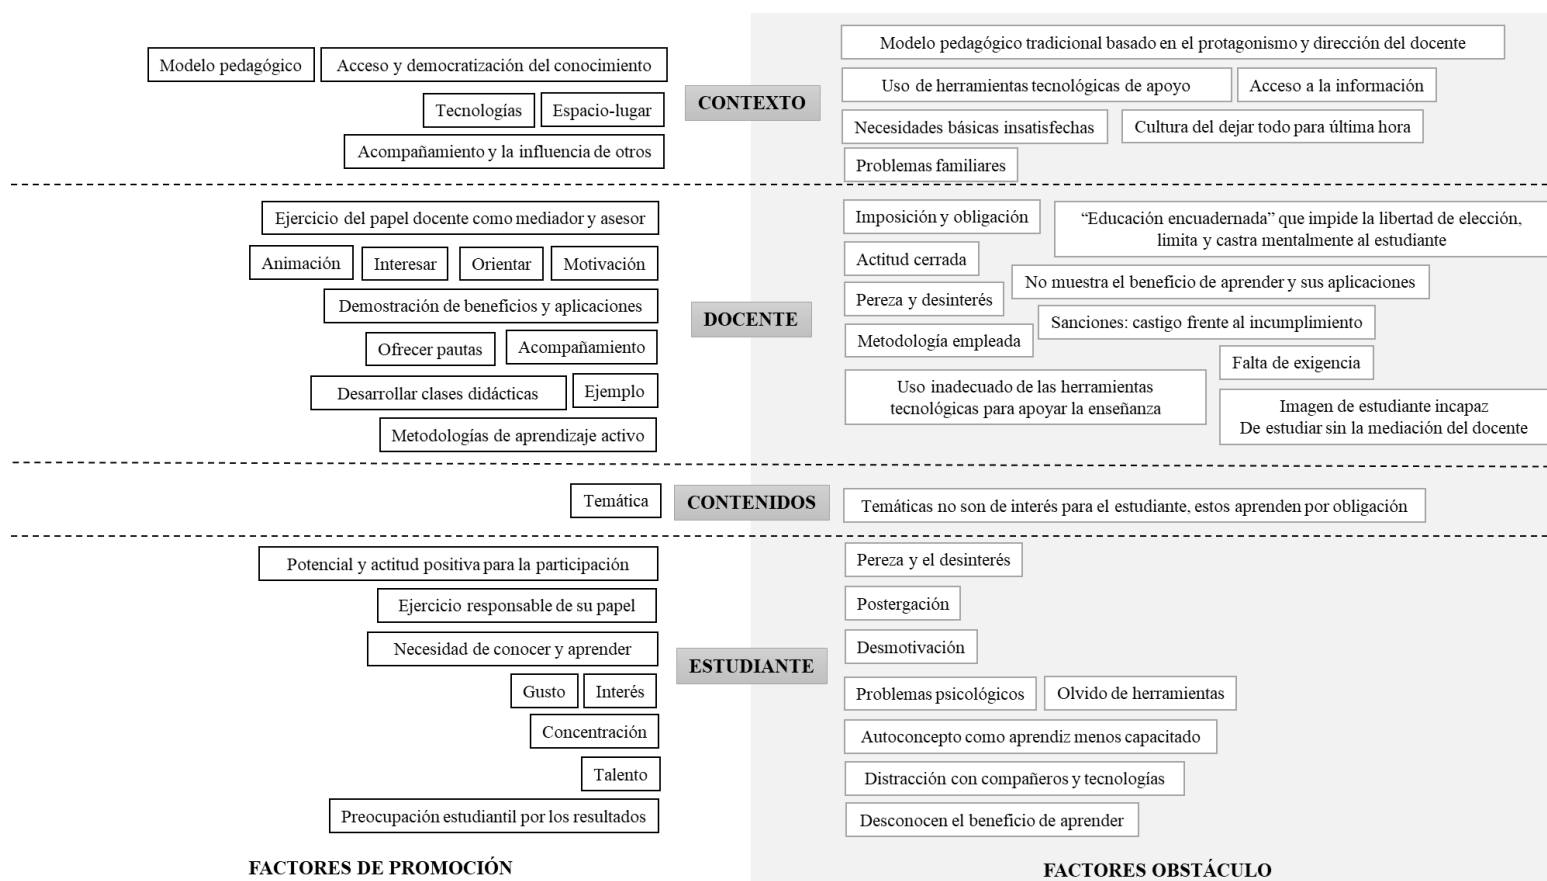 Modelo pedagógico
Acceso y democratización del conocimiento
Tecnologías
Espacio-lugar
Acompañamiento y la influencia de otros
CONTEXTO
Modelo pedagógico tradicional basado en el protagonismo y dirección del docente
Uso de herramientas tecnológicas de apoyo
Acceso a la información
Necesidades básicas insatisfechas
Cultura del dejar todo para última hora
Problemas familiares
Ejercicio del papel docente como mediador y asesor
Animación
Interesar
Orientar
Motivación
Demostración de beneficios y aplicaciones
Ofrecer pautas
Acompañamiento
Desarrollar clases didácticas
Ejemplo
Metodologías de aprendizaje activo
DOCENTE
Imposición y obligación
“Educación encuadernada” que impide la libertad de elección,
limita y castra mentalmente al estudiante
Actitud cerrada
No muestra el beneficio de aprender y sus aplicaciones
Pereza y desinterés
Sanciones: castigo frente al incumplimiento
Metodología empleada
Falta de exigencia
Uso inadecuado de las herramientas
tecnológicas para apoyar la enseñanza
Imagen de estudiante incapaz
De estudiar sin la mediación del docente
Temática
CONTENIDOS
Temáticas no son de interés para el estudiante, estos aprenden por obligación
Potencial y actitud positiva para la participación
Ejercicio responsable de su papel
Necesidad de conocer y aprender
Gusto
Interés
Concentración
Talento
Preocupación estudiantil por los resultados
ESTUDIANTE
Pereza y el desinterés
Postergación
Desmotivación
Problemas psicológicos
Olvido de herramientas
Autoconcepto como aprendiz menos capacitado
Distracción con compañeros y tecnologías
Desconocen el beneficio de aprender
FACTORES DE PROMOCIÓN
FACTORES OBSTÁCULO